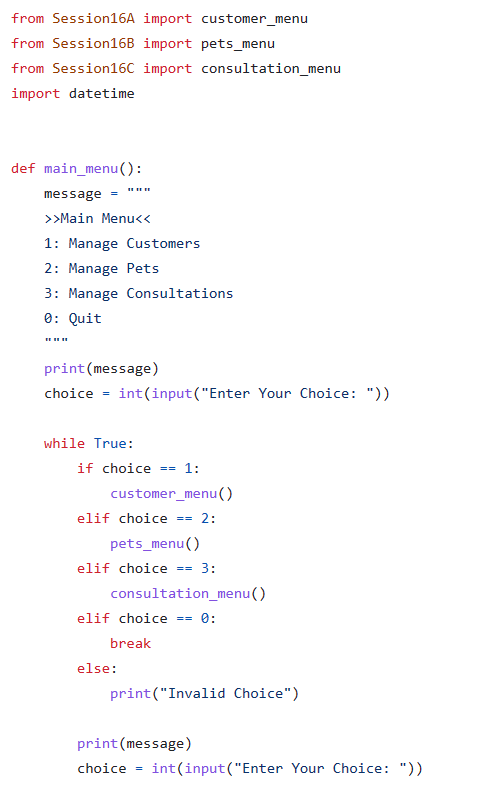 from Session16A import customer_menu
from Session16B import pets_menu
from Session16C import consultation_menu
import datetime
def main_menu():
    message = """
    >>Main Menu<<
    1: Manage Customers
    2: Manage Pets
    3: Manage Consultations
    0: Quit
    """
    print(message)
    choice = int(input("Enter Your Choice: "))
    while True:
        if choice == 1:
            customer_menu()
        elif choice == 2:
            pets_menu()
        elif choice == 3:
            consultation_menu()
        elif choice == 0:
            break
        else:
            print("Invalid Choice")
        print(message)
        choice = int(input("Enter Your Choice: "))